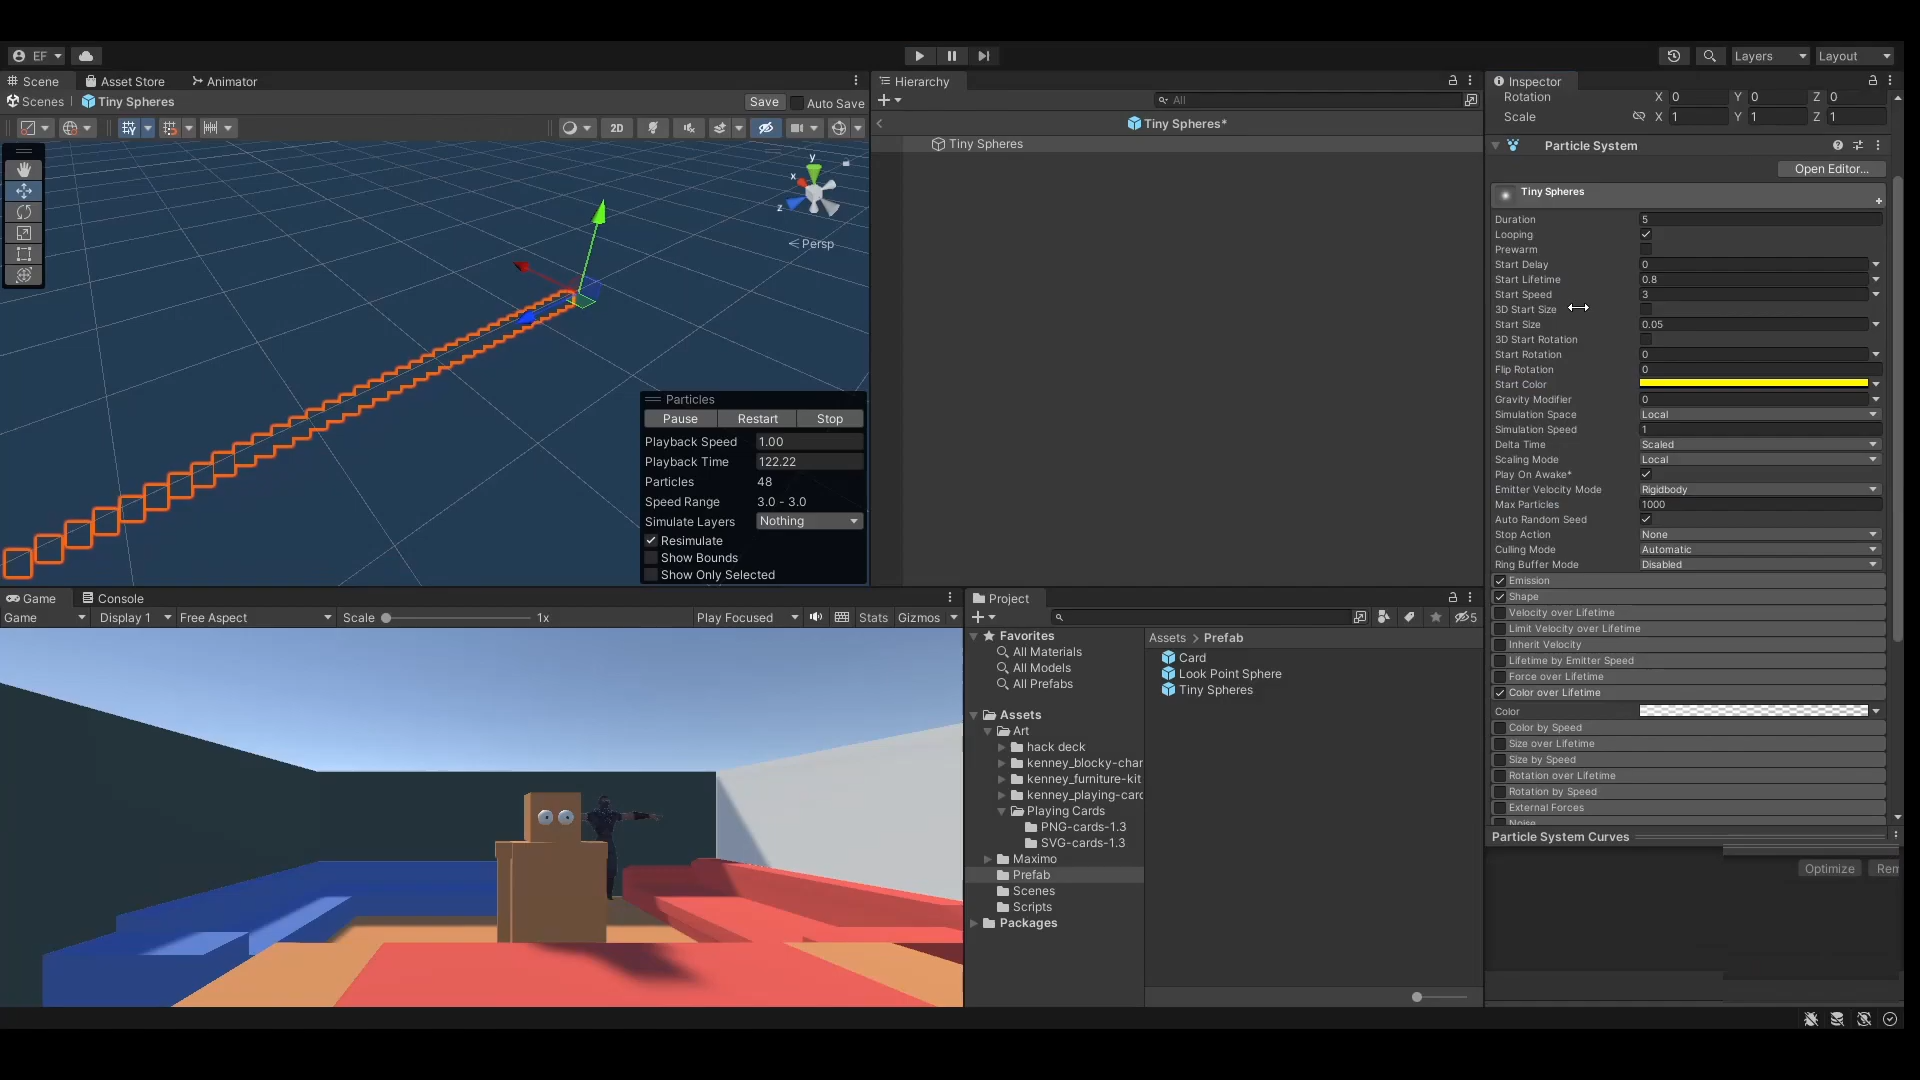 EF
Layers
Layout
Scene
Asset Store
Animator
Scenes
Tiny Spheres
Save
Auto Save
2D
y
x
z
< Persp
Particles
Pause
Restart
Stop
Playback Speed 1.00
Playback Time 122.22
Particles 48
Speed Range 3.0 - 3.0
Simulate Layers Nothing
Resimulate
Show Bounds
Show Only Selected
Hierarchy
All
Tiny Spheres*
Tiny Spheres
Inspector
Rotation X 0 Y 0 Z 0
Scale X 1 Y 1 Z 1
Particle System
Open Editor...
Tiny Spheres
Duration 5
Looping
Prewarm
Start Delay 0
Start Lifetime 0.8
Start Speed 3
3D Start Size
Start Size 0.05
3D Start Rotation
Start Rotation 0
Flip Rotation 0
Start Color
Gravity Modifier 0
Simulation Space Local
Simulation Speed 1
Delta Time Scaled
Scaling Mode Local
Play On Awake*
Emitter Velocity Mode Rigidbody
Max Particles 1000
Auto Random Seed
Stop Action None
Culling Mode Automatic
Ring Buffer Mode Disabled
Emission
Shape
Velocity over Lifetime
Limit Velocity over Lifetime
Inherit Velocity
Lifetime by Emitter Speed
Force over Lifetime
Color over Lifetime
Color
Color by Speed
Size over Lifetime
Size by Speed
Rotation over Lifetime
Rotation by Speed
External Forces
Noise
Particle System Curves
Optimize
Rem
Game
Console
Game
Display 1
Free Aspect
Scale
1x
Play Focused
Stats
Gizmos
Project
5
Favorites
All Materials
All Models
All Prefabs
Assets
Art
hack deck
kenney_blocky-char
kenney_furniture-kit
kenney_playing-card
Playing Cards
PNG-cards-1.3
SVG-cards-1.3
Maximo
Prefab
Scenes
Scripts
Packages
Assets > Prefab
Card
Look Point Sphere
Tiny Spheres